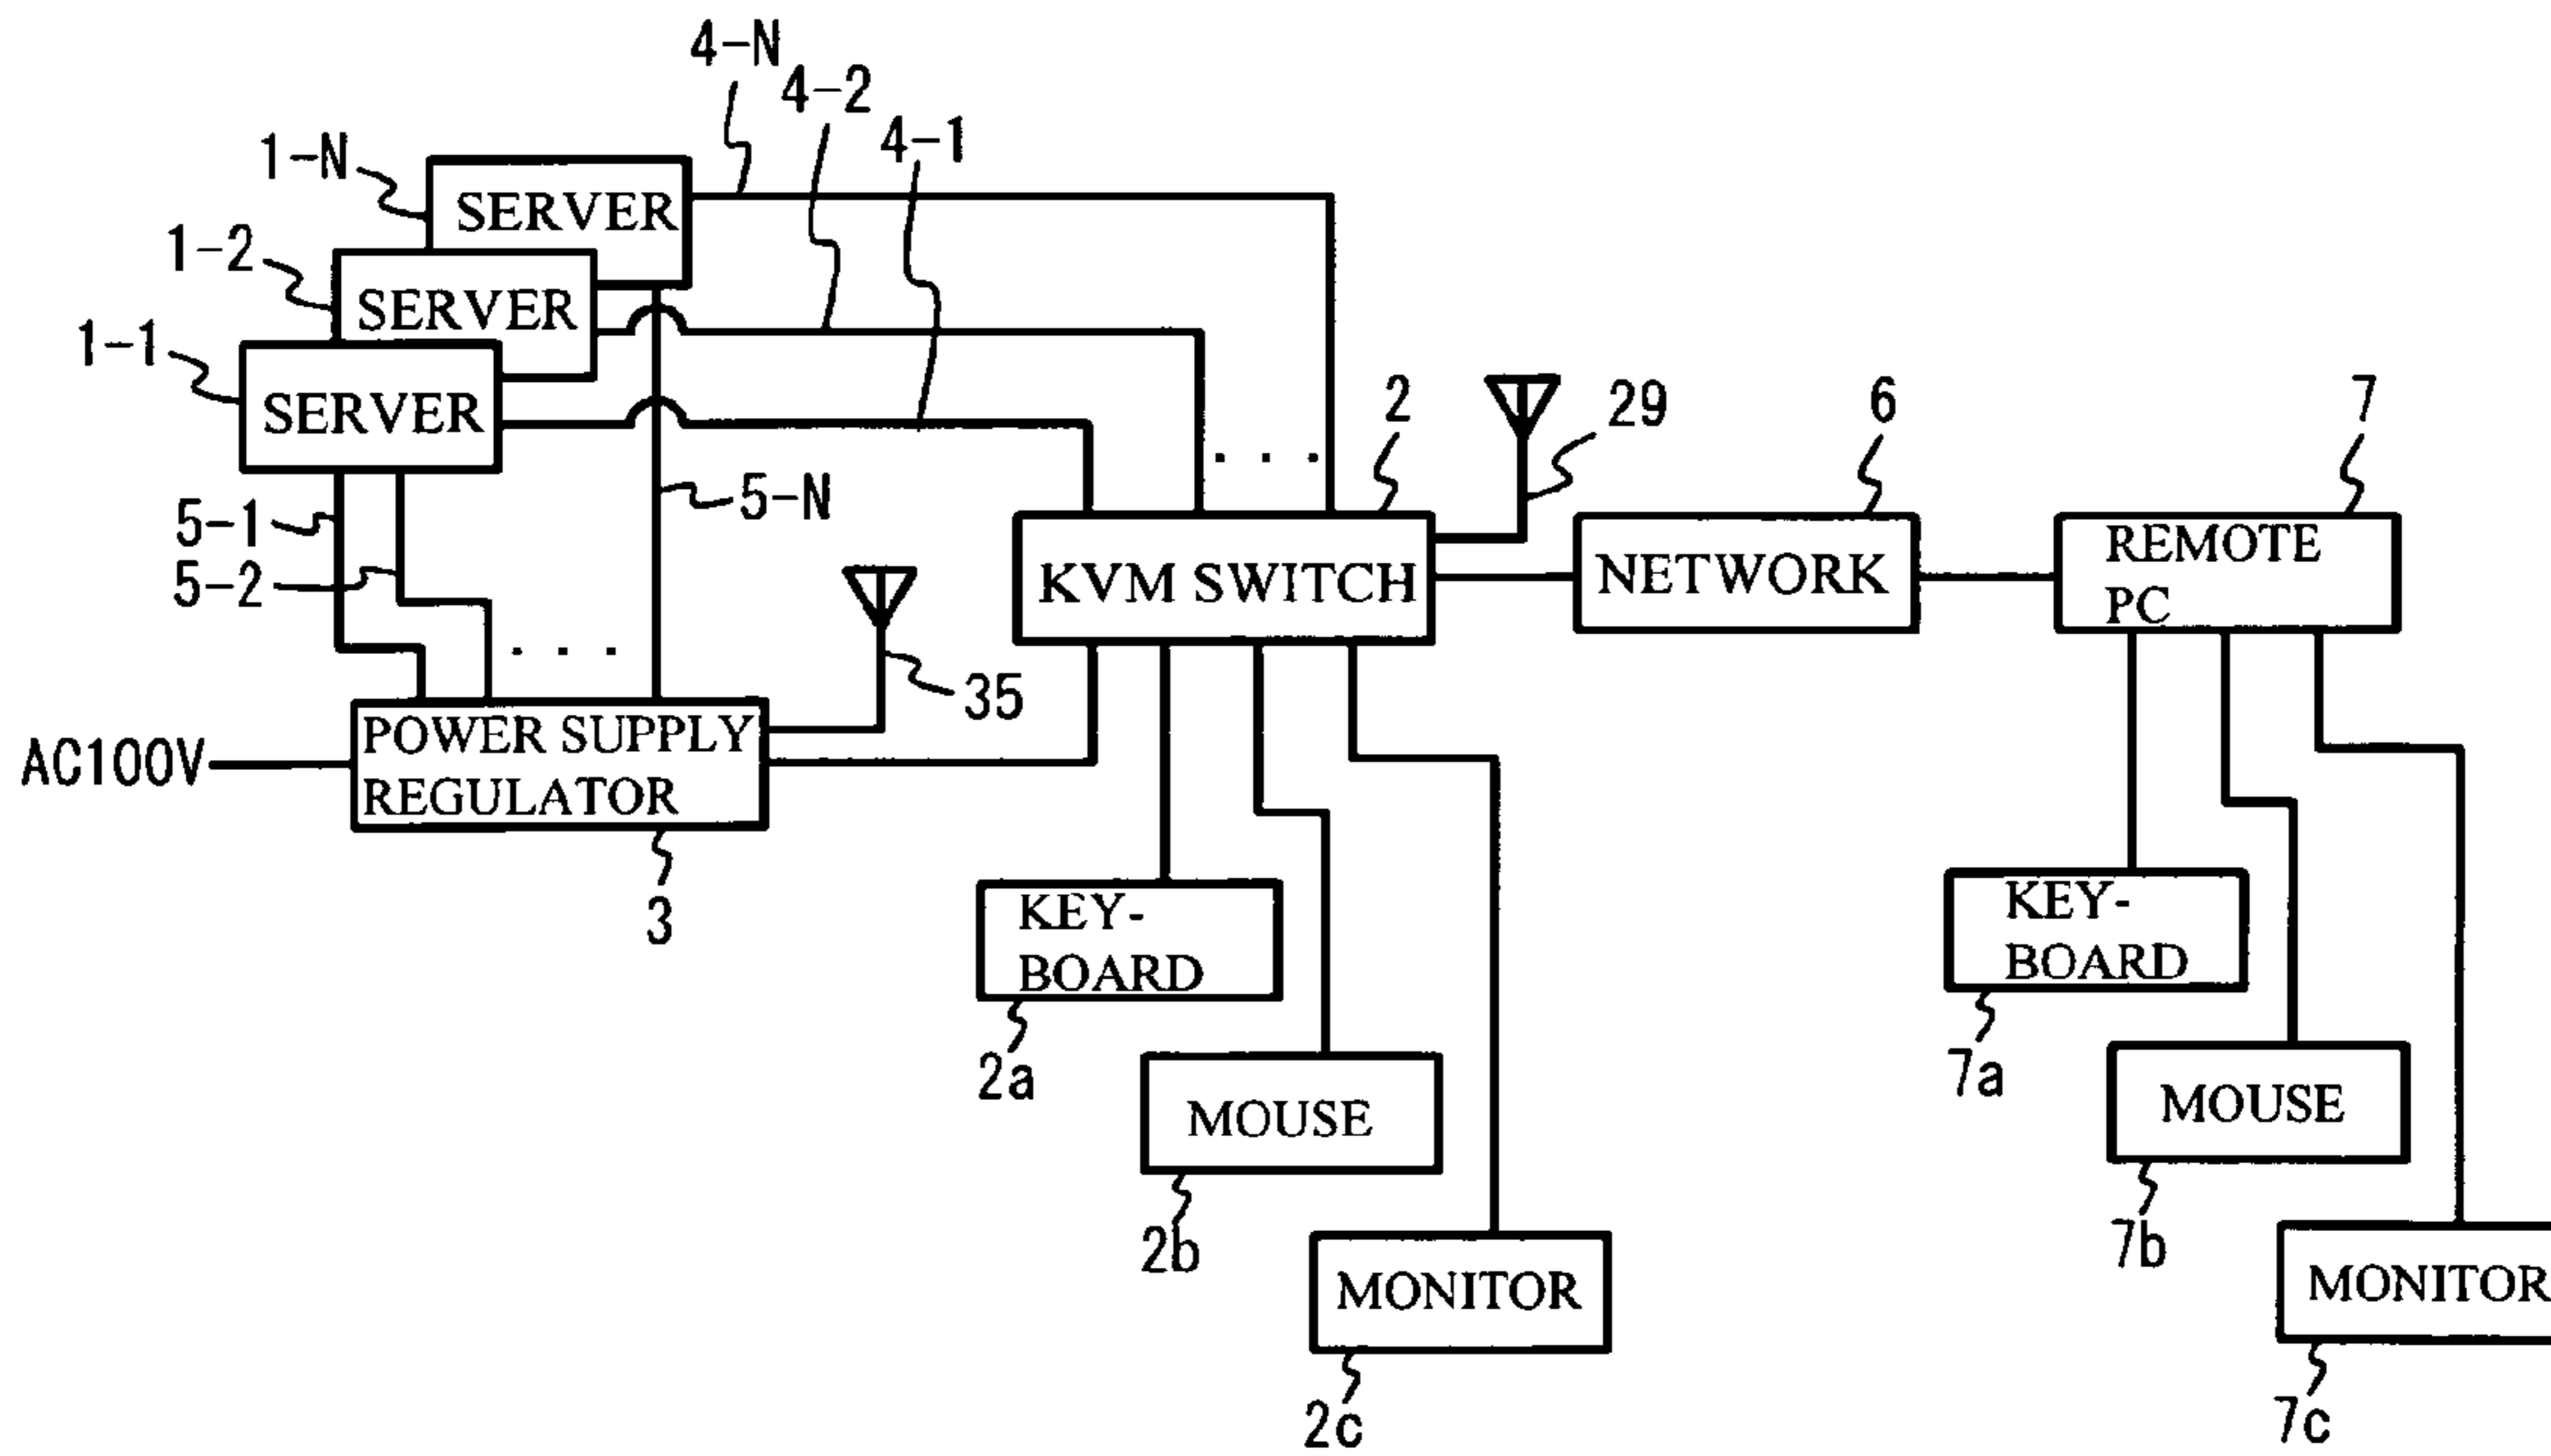 4-N
4-2
4-1
1-N
SERVER
1-2
SERVER
1-1
SERVER
2
29
6
7
5-N
5-1
5-2
. . .
KVM SWITCH
NETWORK
REMOTE
PC
. . .
35
AC100V
POWER SUPPLY
REGULATOR
3
KEY-
BOARD
2a
KEY-
BOARD
7a
MOUSE
2b
MOUSE
7b
MONITOR
2c
MONITOR
7c